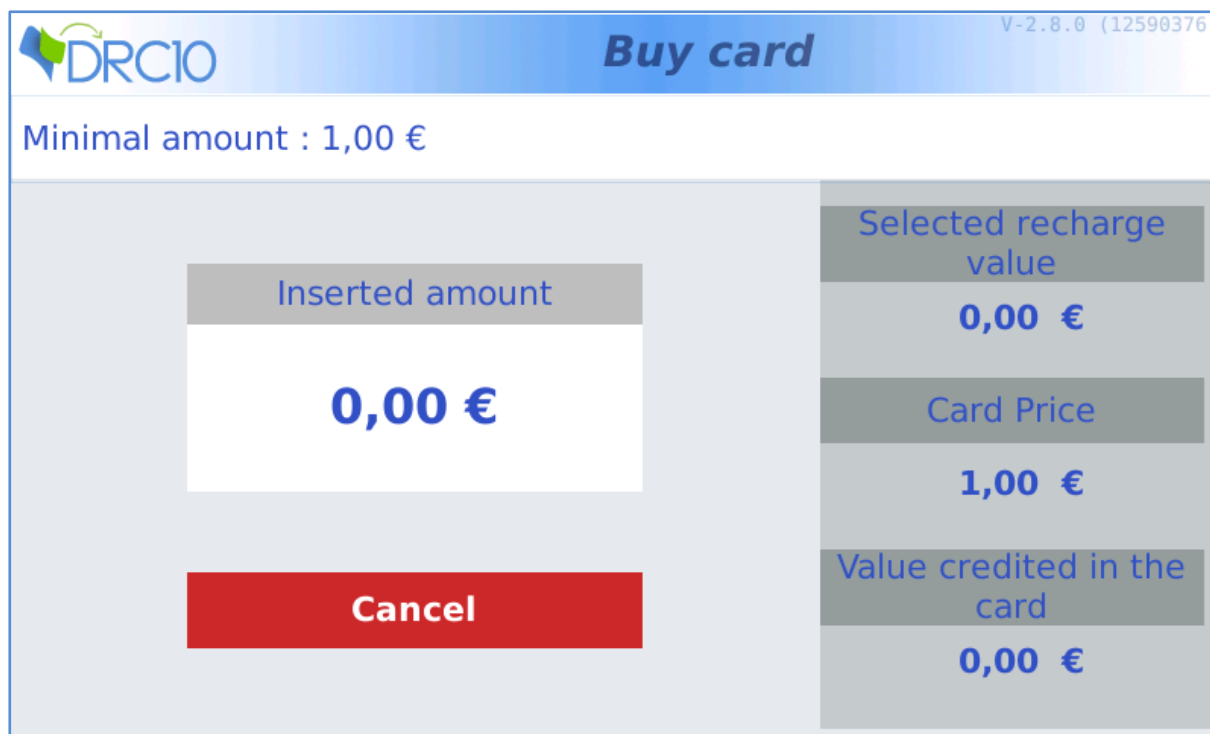 DRC10
Buy card
V-2.8.0 (12590376
Minimal amount : 1,00 €
Inserted amount
0,00 €
Cancel
Selected recharge
value
0,00 €
Card Price
1,00 €
Value credited in the
card
0,00 €